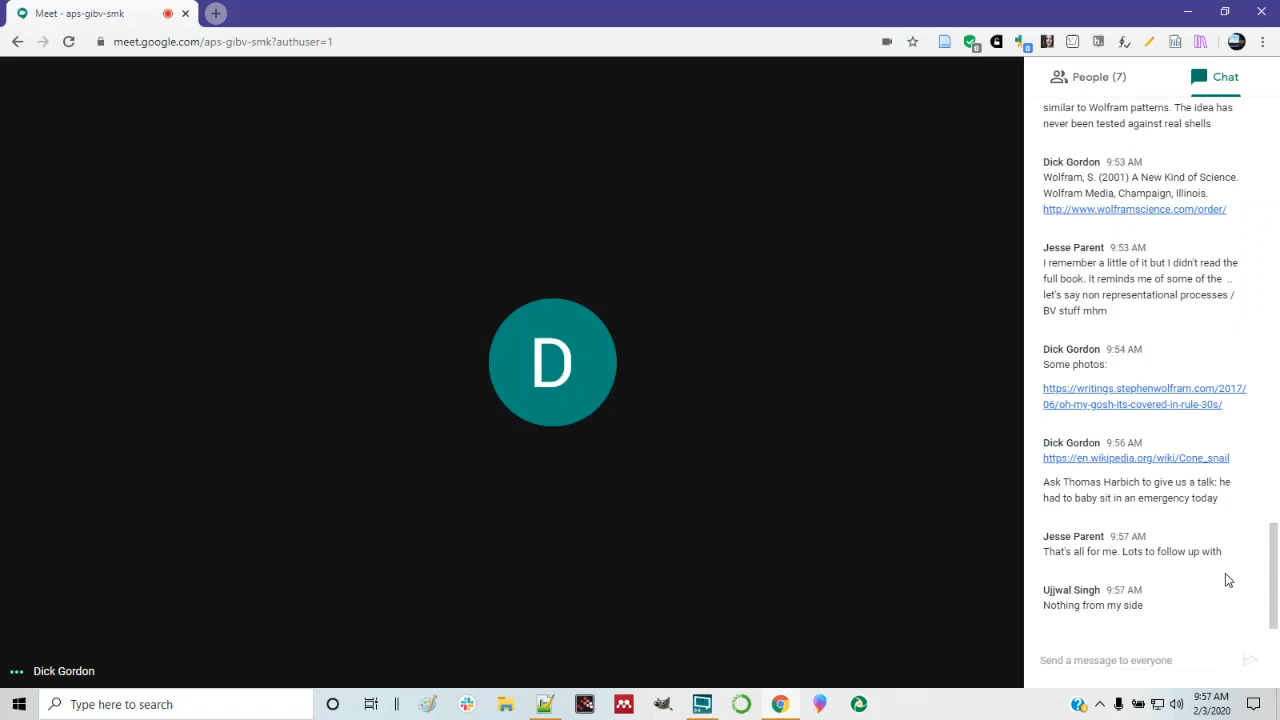 Meet - aps-gibv-smk
meet.google.com/aps-gibv-smk?authuser=1
0
0
People (7)
Chat
similar to Wolfram patterns. The idea has
never been tested against real shells
Dick Gordon 9:53 AM
Wolfram, S. (2001) A New Kind of Science.
Wolfram Media, Champaign, Illinois.
http://www.wolframscience.com/order/
Jesse Parent 9:53 AM
I remember a little of it but I didn't read the
full book. It reminds me of some of the ..
let's say non representational processes /
BV stuff mhm
Dick Gordon 9:54 AM
Some photos:
https://writings.stephenwolfram.com/2017/
06/oh-my-gosh-its-covered-in-rule-30s/
Dick Gordon 9:56 AM
https://en.wikipedia.org/wiki/Cone_snail
Ask Thomas Harbich to give us a talk: he
had to baby sit in an emergency today
Jesse Parent 9:57 AM
That's all for me. Lots to follow up with
Ujjwal Singh 9:57 AM
Nothing from my side
D
Send a message to everyone
Dick Gordon
Type here to search
9:57 AM
2/3/2020